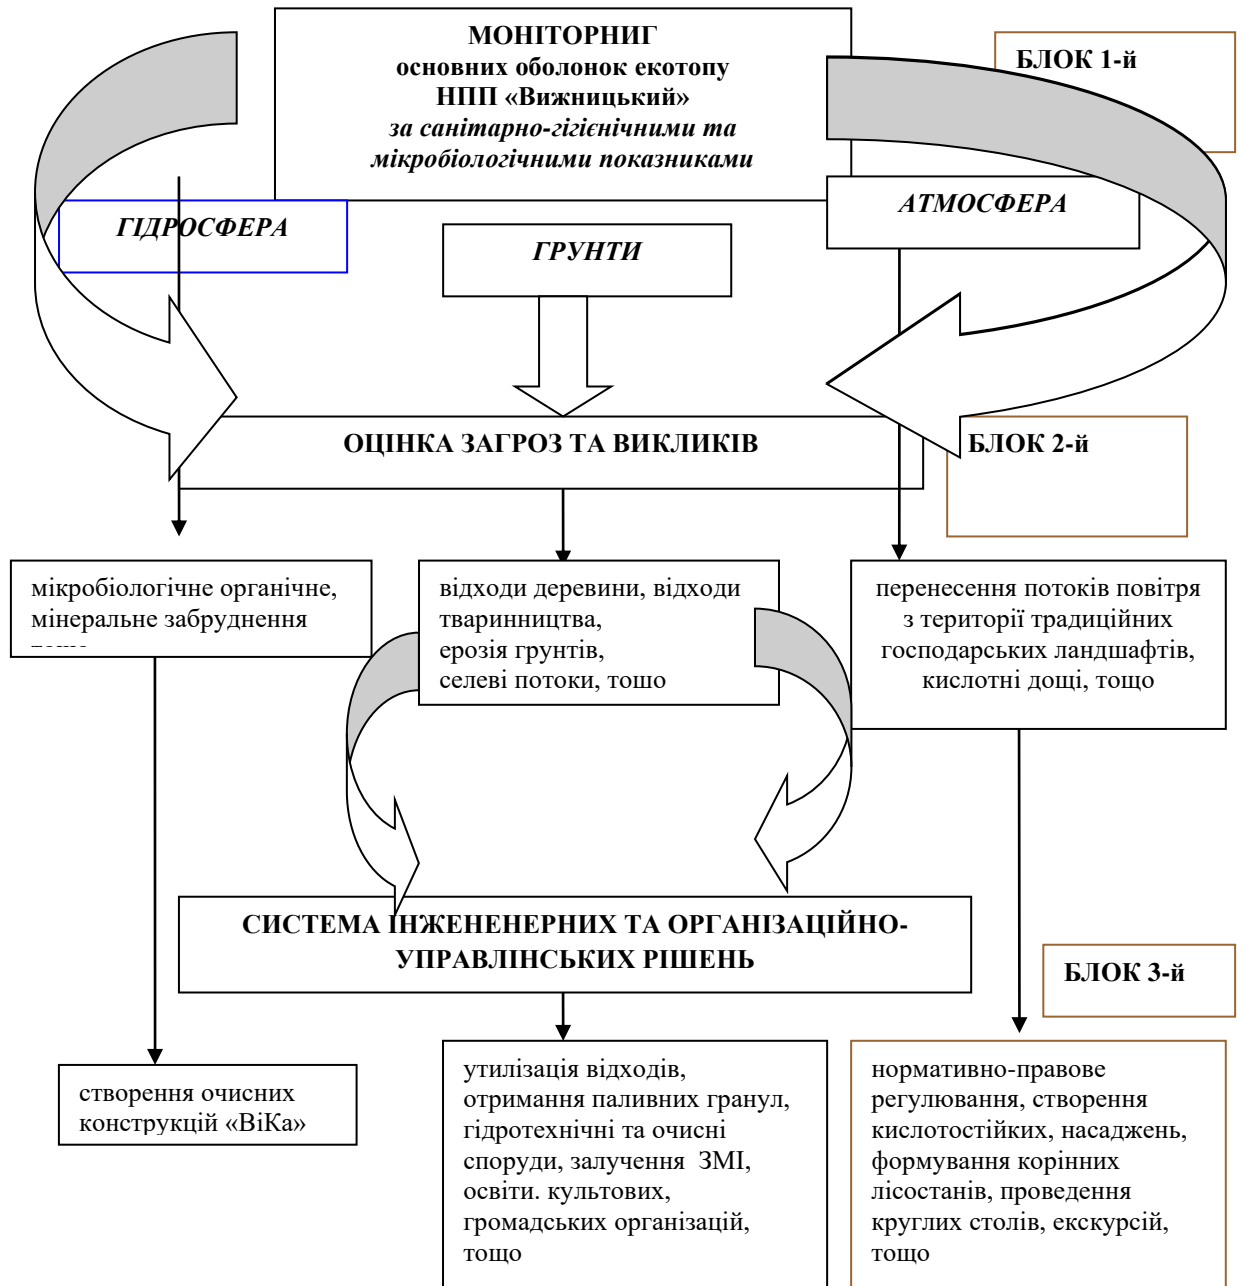 МОНІТОРНИГ
основних оболонок екотопу
НПП «Вижницький»
за санітарно-гігієнічними та
мікробіологічними показниками
БЛОК 1-й
ГІДРОСФЕРА
ГРУНТИ
АТМОСФЕРА
ОЦІНКА ЗАГРОЗ ТА ВИКЛИКІВ
БЛОК 2-й
мікробіологічне органічне,
мінеральне забруднення
відходи деревини, відходи
тваринництва,
ерозія грунтів,
селеві потоки, тошо
перенесення потоків повітря
з території традиційних
господарських ландшафтів,
кислотні дощі, тощо
СИСТЕМА ІНЖЕНЕНЕРНИХ ТА ОРГАНІЗАЦІЙНО-
УПРАВЛІНСЬКИХ РІШЕНЬ
БЛОК 3-й
створення очисних
конструкцій «ВіКа»
утилізація відходів,
отримання паливних гранул,
гідротехнічні та очисні
споруди, залучення ЗМІ,
освіти. культових,
громадських організацій,
тощо
нормативно-правове
регулювання, створення
кислотостійких, насаджень,
формування корінних
лісостанів, проведення
круглих столів, екскурсій,
тощо